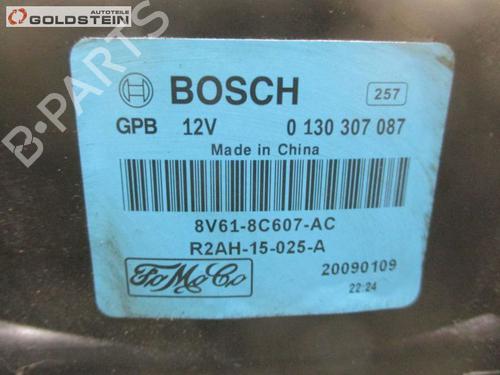 AUTOTEILE
GOLDSTEIN
B-PARTS
BOSCH
257
GPB 12V 0 130 307 087
Made in China
8V61-8C607-AC
R2AH-15-025-A
FoMoCo
20090109
22:24